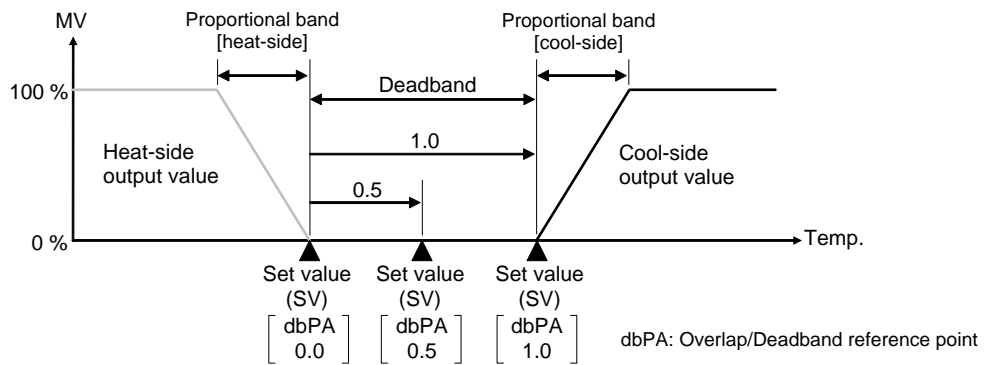 MV
Proportional band
[heat-side]
Proportional band
[cool-side]
100 %
Deadband
1.0
Heat-side
output value
0.5
Cool-side
output value
0 %
Temp.
Set value
(SV)
dbPA
0.0
Set value
(SV)
dbPA
0.5
Set value
(SV)
dbPA
1.0
dbPA: Overlap/Deadband reference point